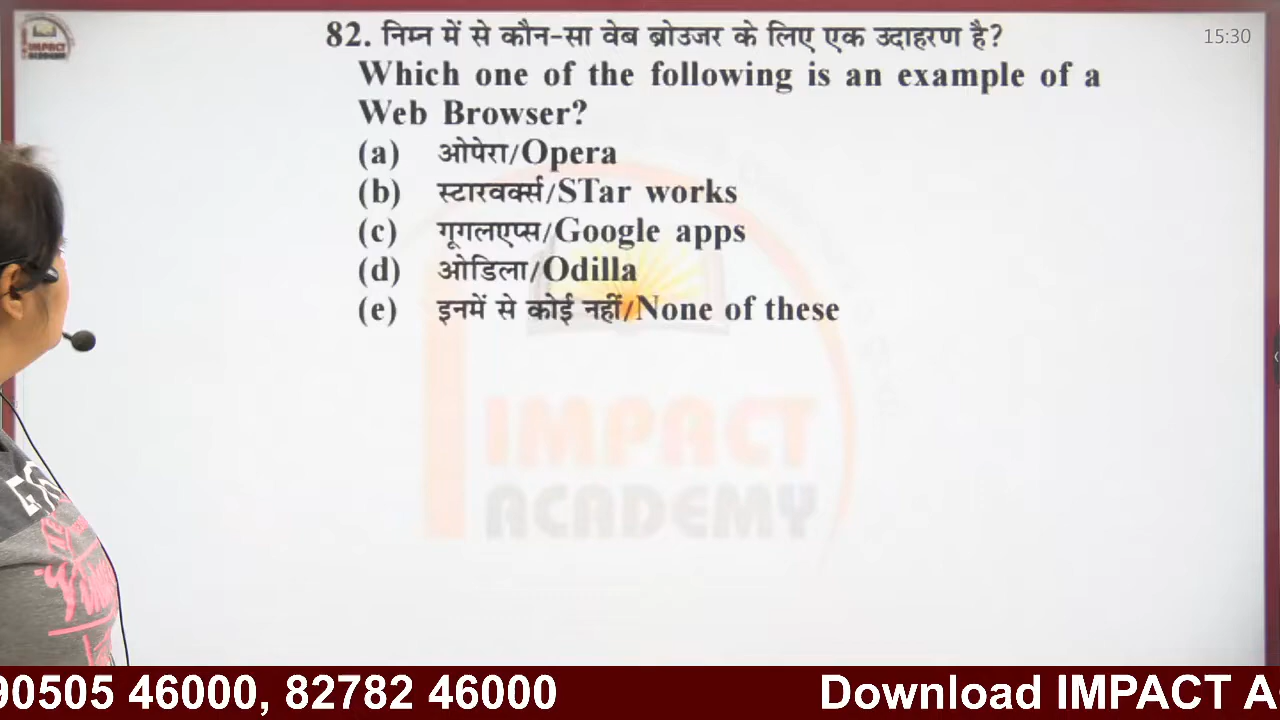 IMPACT
ACADEMY
15:30
82. निम्न में से कौन-सा वेब ब्रोउजर के लिए एक उदाहरण है?
Which one of the following is an example of a
Web Browser?
(a) ओपेरा/Opera
(b) स्टारवर्क्स/STar works
(c) गूगलएप्स/Google apps
(d) ओडिला/Odilla
(e) इनमें से कोई नहीं/None of these
IMPACT
ACADEMY
90505 46000, 82782 46000 Download IMPACT A